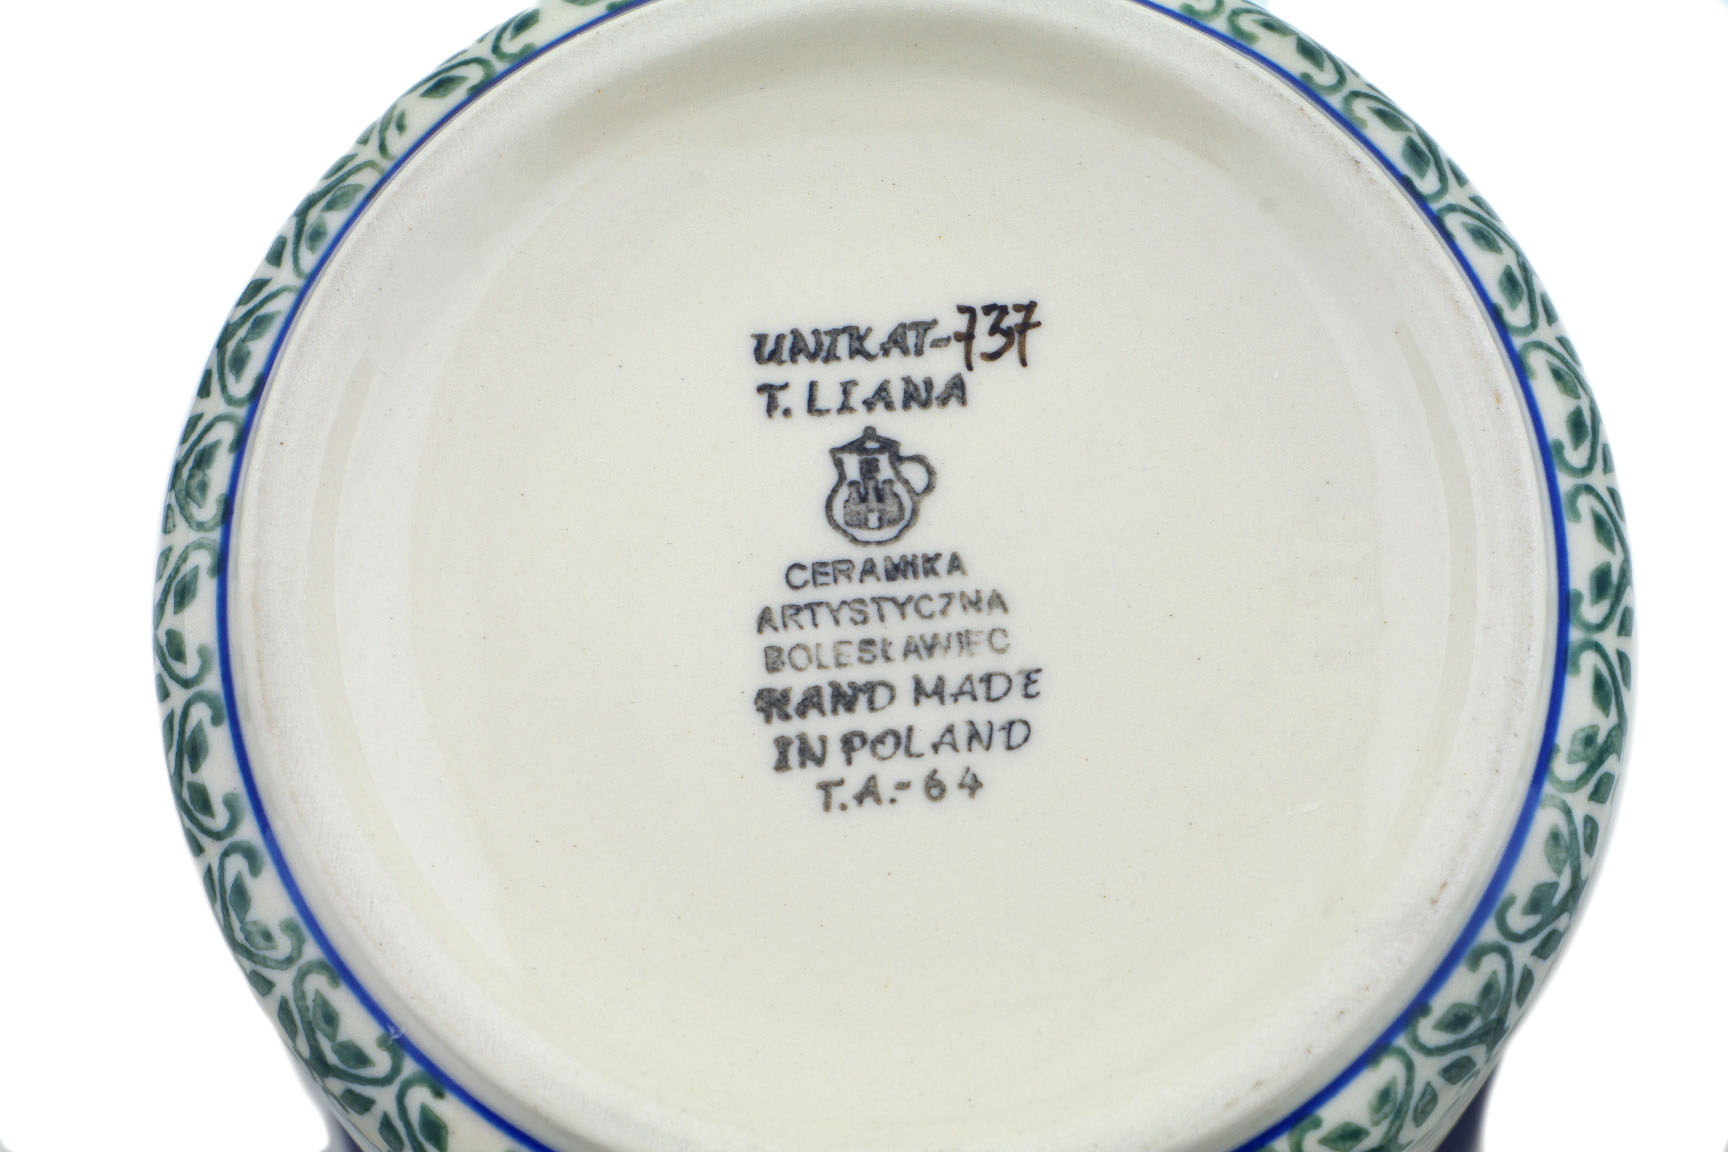 UNIKAT-737
T. LIANA
CERAMIKA
ARTYSTYCZNA
BOLESŁAWIEC
HAND MADE
IN POLAND
T.A.-64